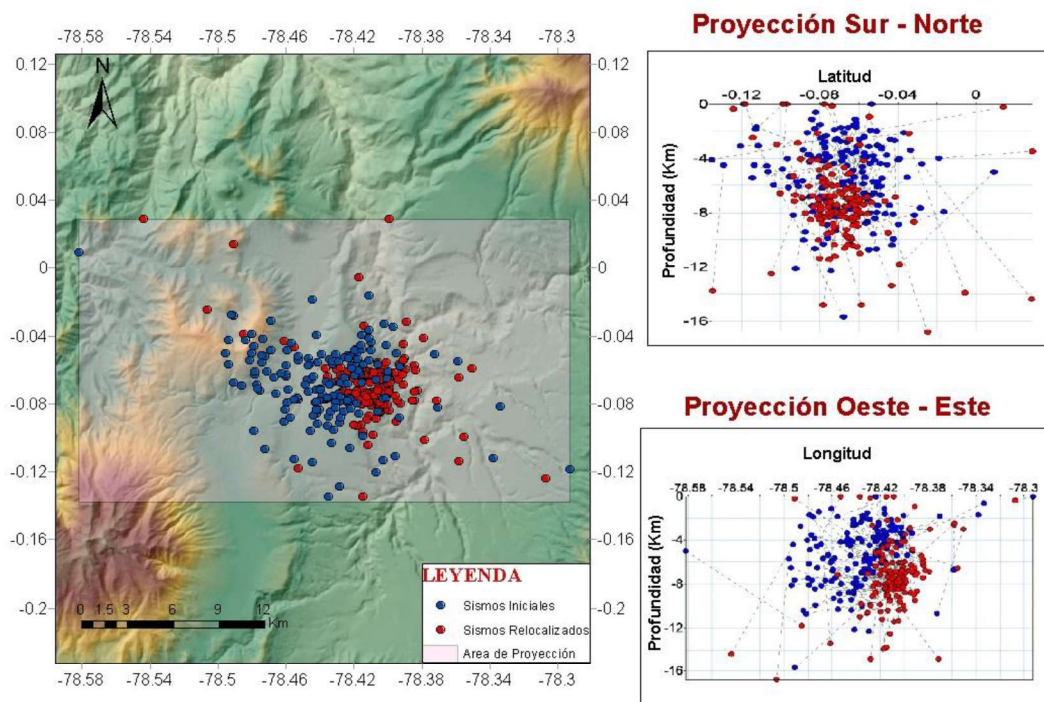 -78.58 -78.54 -78.5 -78.46 -78.42 -78.38 -78.34 -78.3
0.12 0.12
N
0.08 0.08
0.04 0.04
0 0
-0.04 -0.04
-0.08 -0.08
-0.12 -0.12
-0.16 -0.16
-0.2 -0.2
0 1.5 3 6 9 12
Km
LEYENDA
Sismos Iniciales
Sismos Relocalizados
Area de Proyección
-78.58 -78.54 -78.5 -78.46 -78.42 -78.38 -78.34 -78.3
Proyección Sur - Norte
Latitud
-0.12 -0.08 -0.04 0
0
-4
-8
-12
-16
Profundidad (Km)
Proyección Oeste - Este
Longitud
-78.58 -78.54 -78.5 -78.46 -78.42 -78.38 -78.34 -78.3
0
-4
-8
-12
-16
Profundidad (Km)